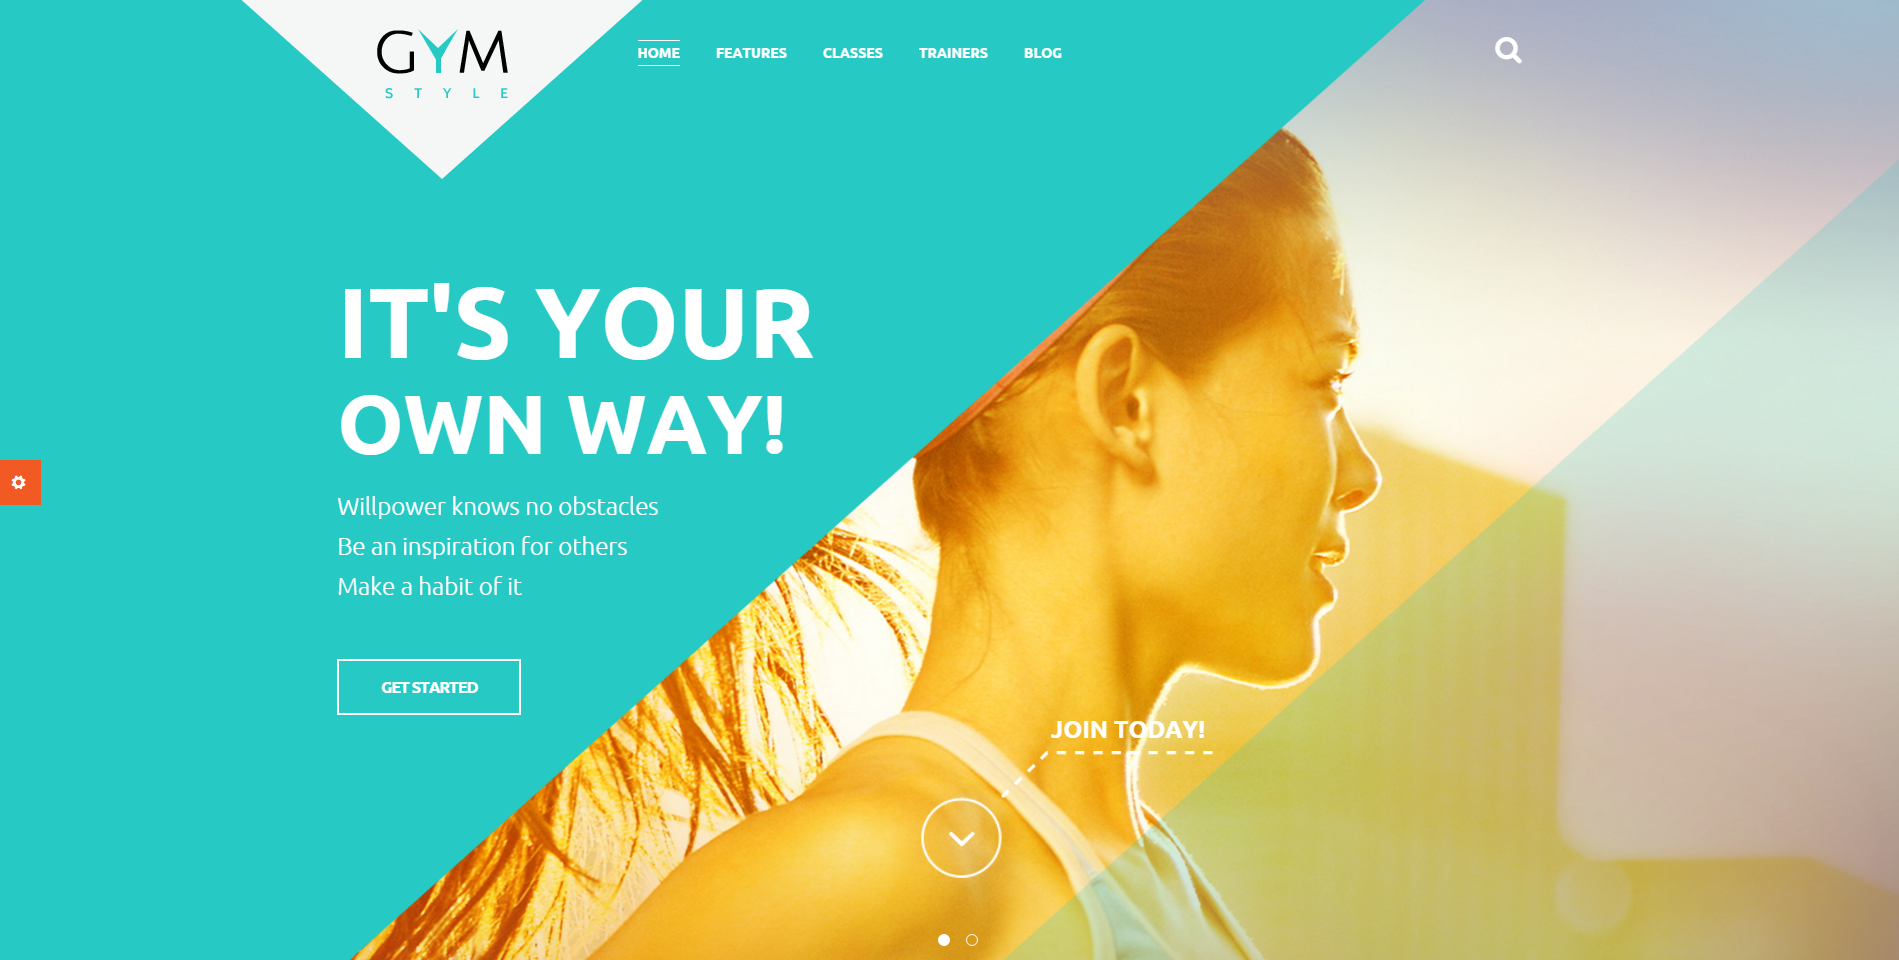 GYM
STYLE
HOME FEATURES CLASSES TRAINERS BLOG
IT'S YOUR
OWN WAY!
Willpower knows no obstacles
Be an inspiration for others
Make a habit of it
GET STARTED
JOIN TODAY!